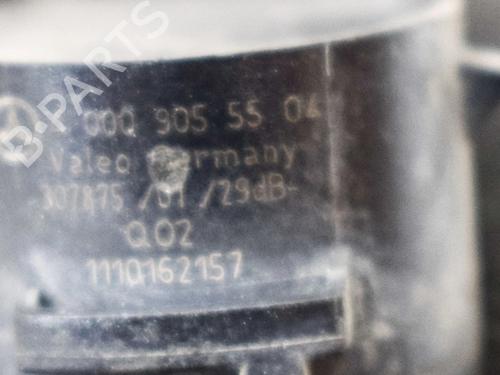 B-PARTS
000 905 55 04
Valeo Germany
307875 /01 /29dB-
Q02
1110162157